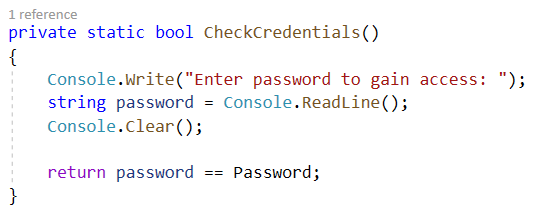 1 reference
private static bool CheckCredentials()
{
    Console.Write("Enter password to gain access: ");
    string password = Console.ReadLine();
    Console.Clear();

    return password == Password;
}